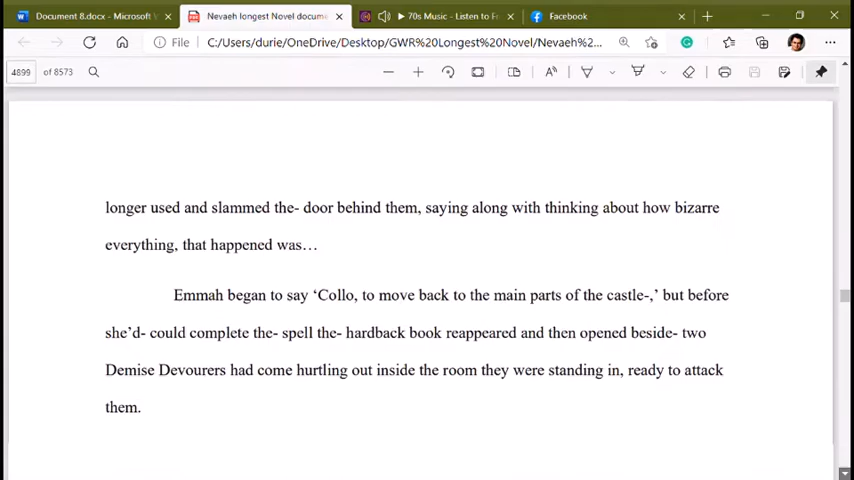 Document 8.docx - Microsoft
Nevaeh longest Novel docume
70s Music - Listen to Fr
Facebook
File
C:/Users/durie/OneDrive/Desktop/GWR%20Longest%20Novel/Nevaeh%2...
4899 of 8573
longer used and slammed the- door behind them, saying along with thinking about how bizarre
everything, that happened was…
Emmah began to say ‘Collo, to move back to the main parts of the castle-,’ but before
she’d- could complete the- spell the- hardback book reappeared and then opened beside- two
Demise Devourers had come hurtling out inside the room they were standing in, ready to attack
them.